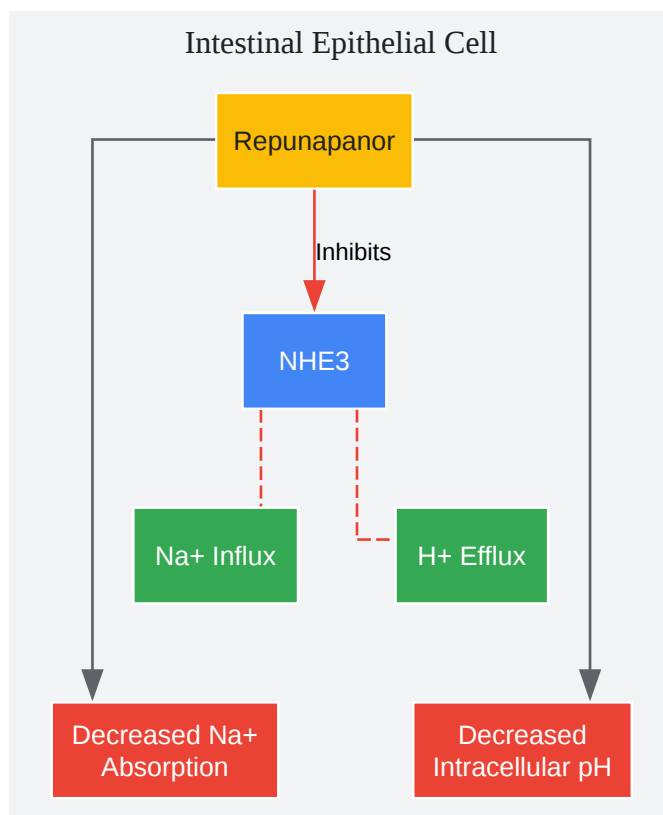 Intestinal Epithelial Cell
Repunapanor
Inhibits
NHE3
Na+ Influx
H+ Efflux
Decreased Na+
Absorption
Decreased
Intracellular pH